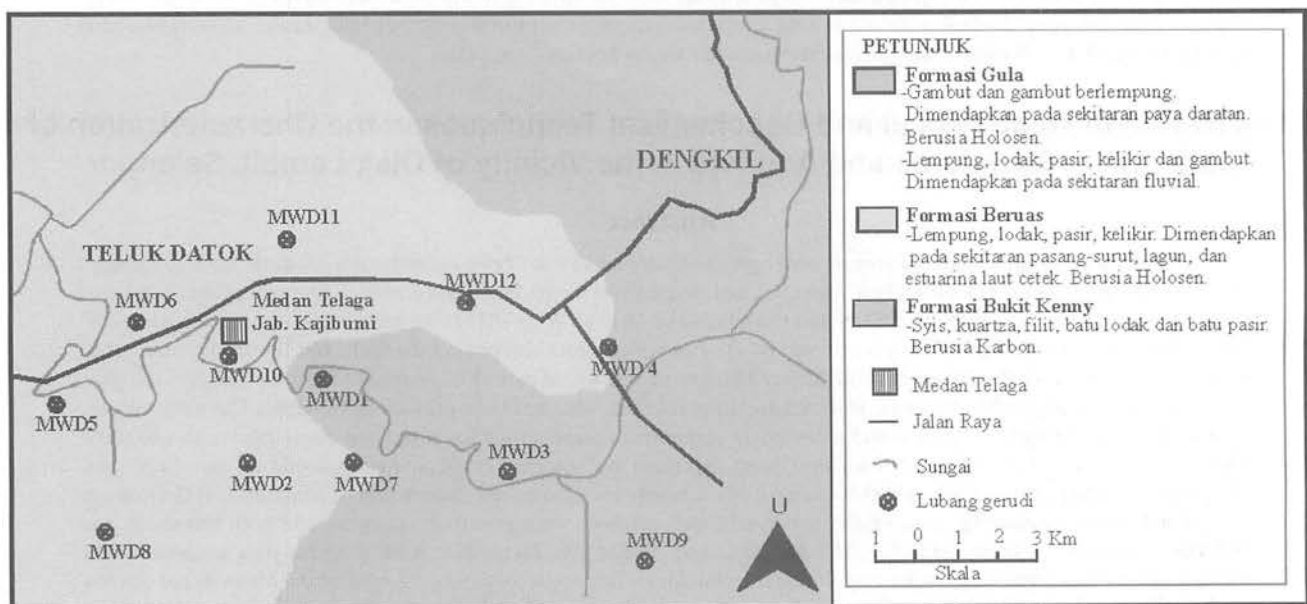 DENGKIL
MWD11
TELUK DATOK
MWD12
MWD6
Medan Telaga
Jab. Kajibumi
MWD4
MWD10
MWD1
MWD5
MWD3
MWD2
MWD7
MWD8
MWD9
U
PETUNJUK
Formasi Gula
-Gambut dan gambut berlempung.
Dimendapkan pada sekitaran paya daratan.
Berusia Holosen.
-Lempung, lodak, pasir, kelikir dan gambut.
Dimendapkan pada sekitaran fluvial.
Formasi Beruas
-Lempung, lodak, pasir, kelikir. Dimendapkan
pada sekitaran pasang-surut, lagun, dan
estuarina laut cetek. Berusia Holosen.
Formasi Bukit Kenny
-Syis, kuartza, filit, batu lodak dan batu pasir.
Berusia Karbon.
Medan Telaga
Jalan Raya
Sungai
Lubang gerudi
1 0 1 2 3 Km
Skala